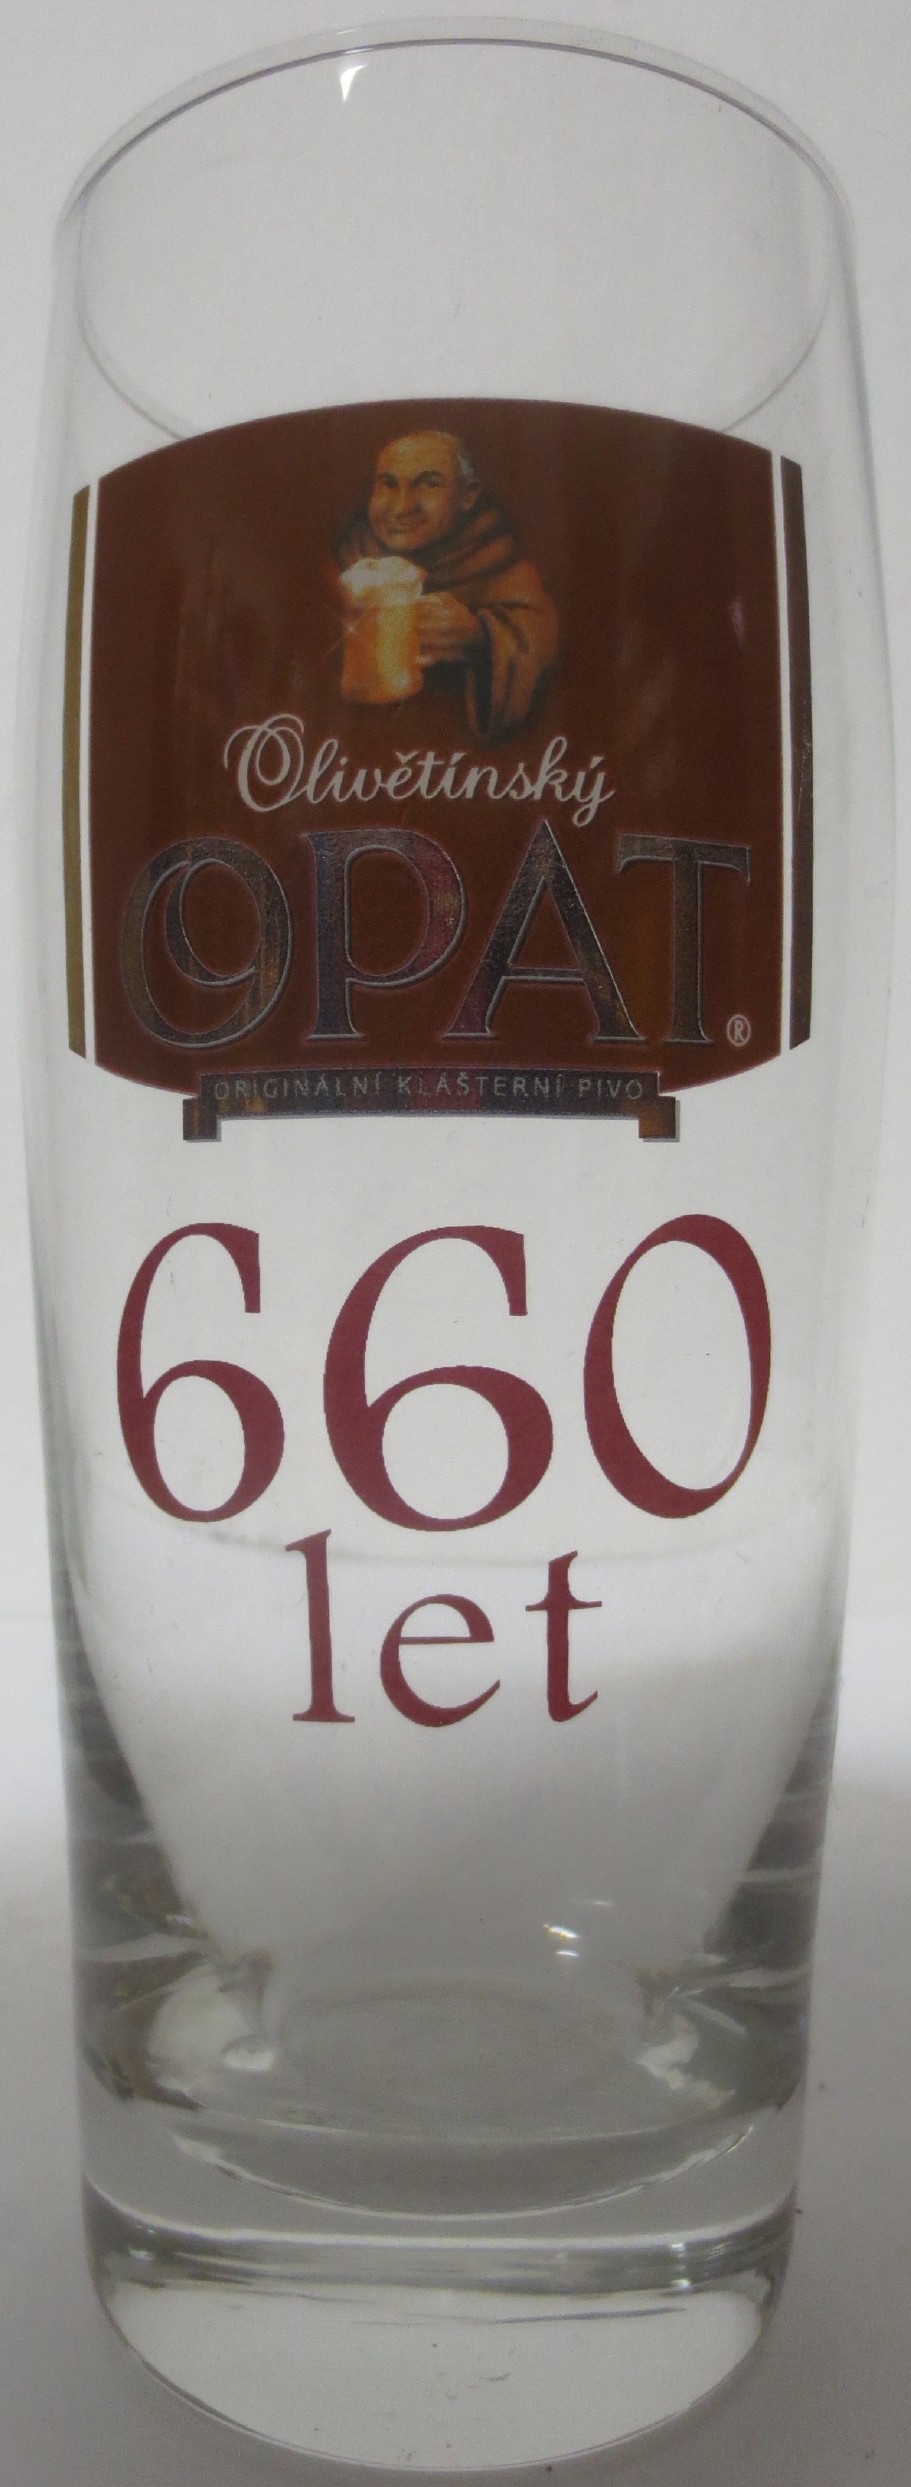 Olivětínský
OPAT®
ORIGINÁLNÍ KLÁŠTERNÍ PIVO
660
let